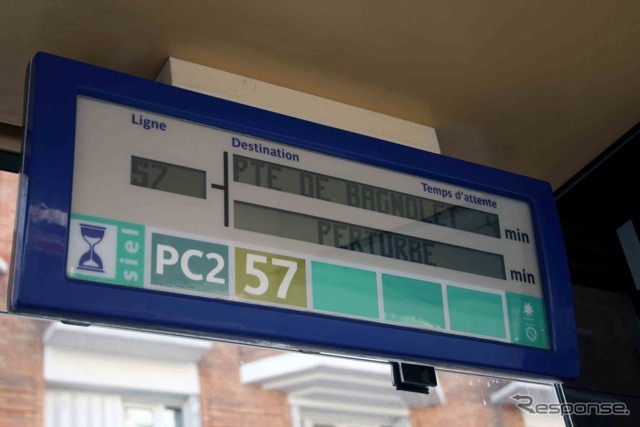 Ligne
Destination
Temps d'attente
57
PTE DE BAGNOLET
min
PERTURBE
min
siel
PC2
57
Response.